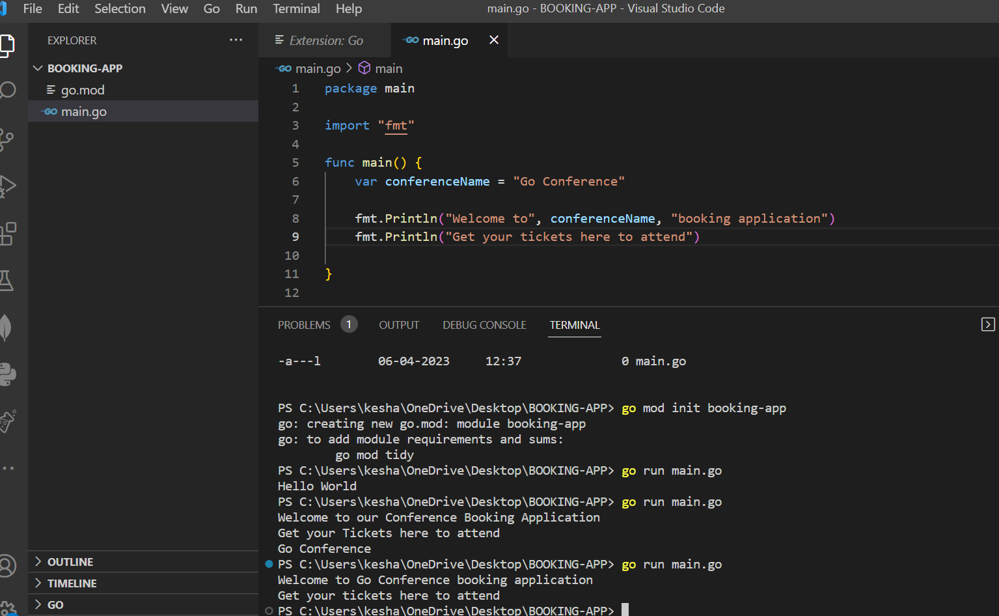 File Edit Selection View Go Run Terminal Help main.go - BOOKING-APP - Visual Studio Code
EXPLORER
BOOKING-APP
go.mod
GO main.go
OUTLINE
TIMELINE
GO
Extension: Go
GO main.go
GO main.go > main
1 package main
2
3 import "fmt"
4
5 func main() {
6 var conferenceName = "Go Conference"
7
8 fmt.Println("Welcome to", conferenceName, "booking application")
9 fmt.Println("Get your tickets here to attend")
10
11 }
12
PROBLEMS 1 OUTPUT DEBUG CONSOLE TERMINAL
-a---l 06-04-2023 12:37 0 main.go
PS C:\Users\kesha\OneDrive\Desktop\BOOKING-APP> go mod init booking-app
go: creating new go.mod: module booking-app
go: to add module requirements and sums:
go mod tidy
PS C:\Users\kesha\OneDrive\Desktop\BOOKING-APP> go run main.go
Hello World
PS C:\Users\kesha\OneDrive\Desktop\BOOKING-APP> go run main.go
Welcome to our Conference Booking Application
Get your Tickets here to attend
Go Conference
PS C:\Users\kesha\OneDrive\Desktop\BOOKING-APP> go run main.go
Welcome to Go Conference booking application
Get your tickets here to attend
PS C:\Users\kesha\OneDrive\Desktop\BOOKING-APP>